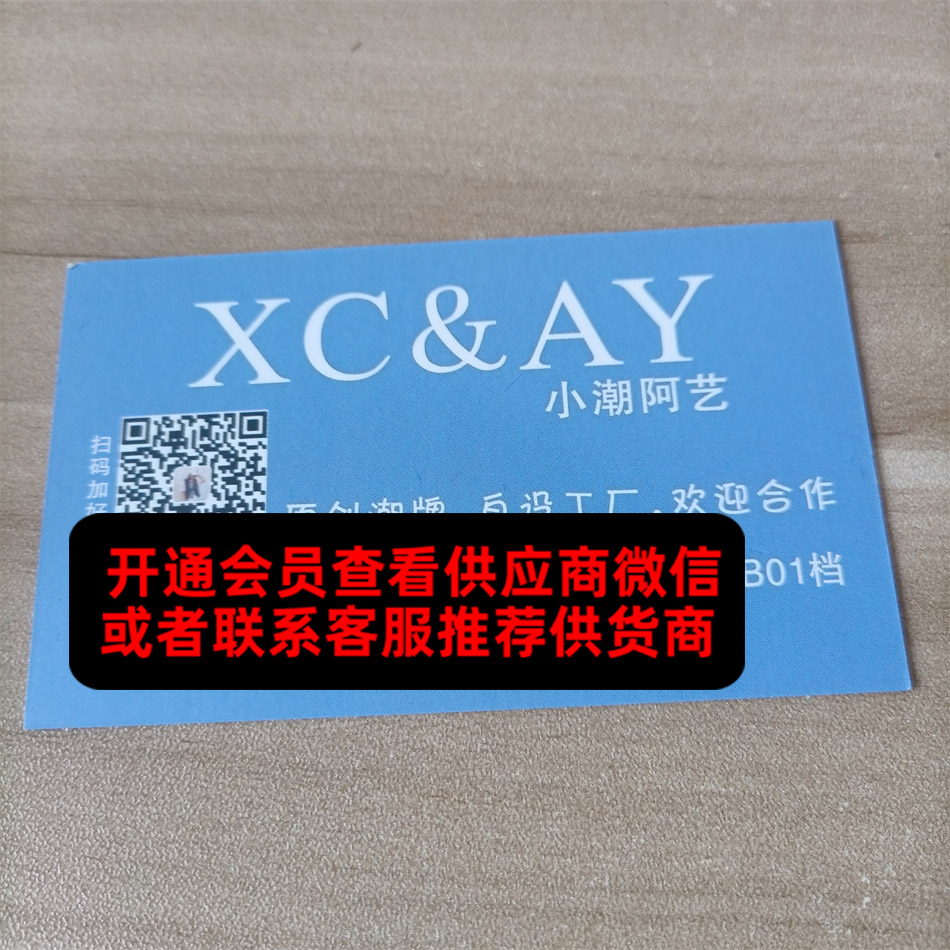 XC&AY
小潮阿艺
扫码加好
原创潮牌 自设工厂，欢迎合作
B01档
开通会员查看供应商微信
或者联系客服推荐供货商